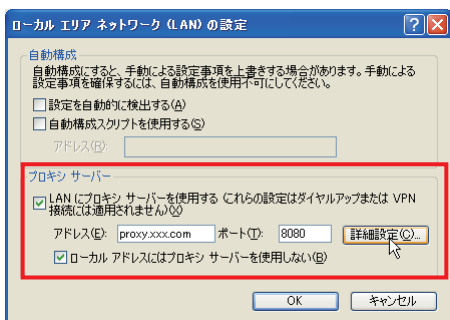 ローカル エリア ネットワーク (LAN) の設定
自動構成
自動構成にすると、手動による設定事項を上書きする場合があります。手動による
設定事項を確保するには、自動構成を使用不可にしてください。
設定を自動的に検出する(A)
自動構成スクリプトを使用する(S)
アドレス(R):
プロキシ サーバー
LAN にプロキシ サーバーを使用する (これらの設定はダイヤルアップまたは VPN
接続には適用されません)(X)
アドレス(E): proxy.xxx.com ポート(T): 8080 詳細設定(C)...
ローカル アドレスにはプロキシ サーバーを使用しない(B)
OK キャンセル